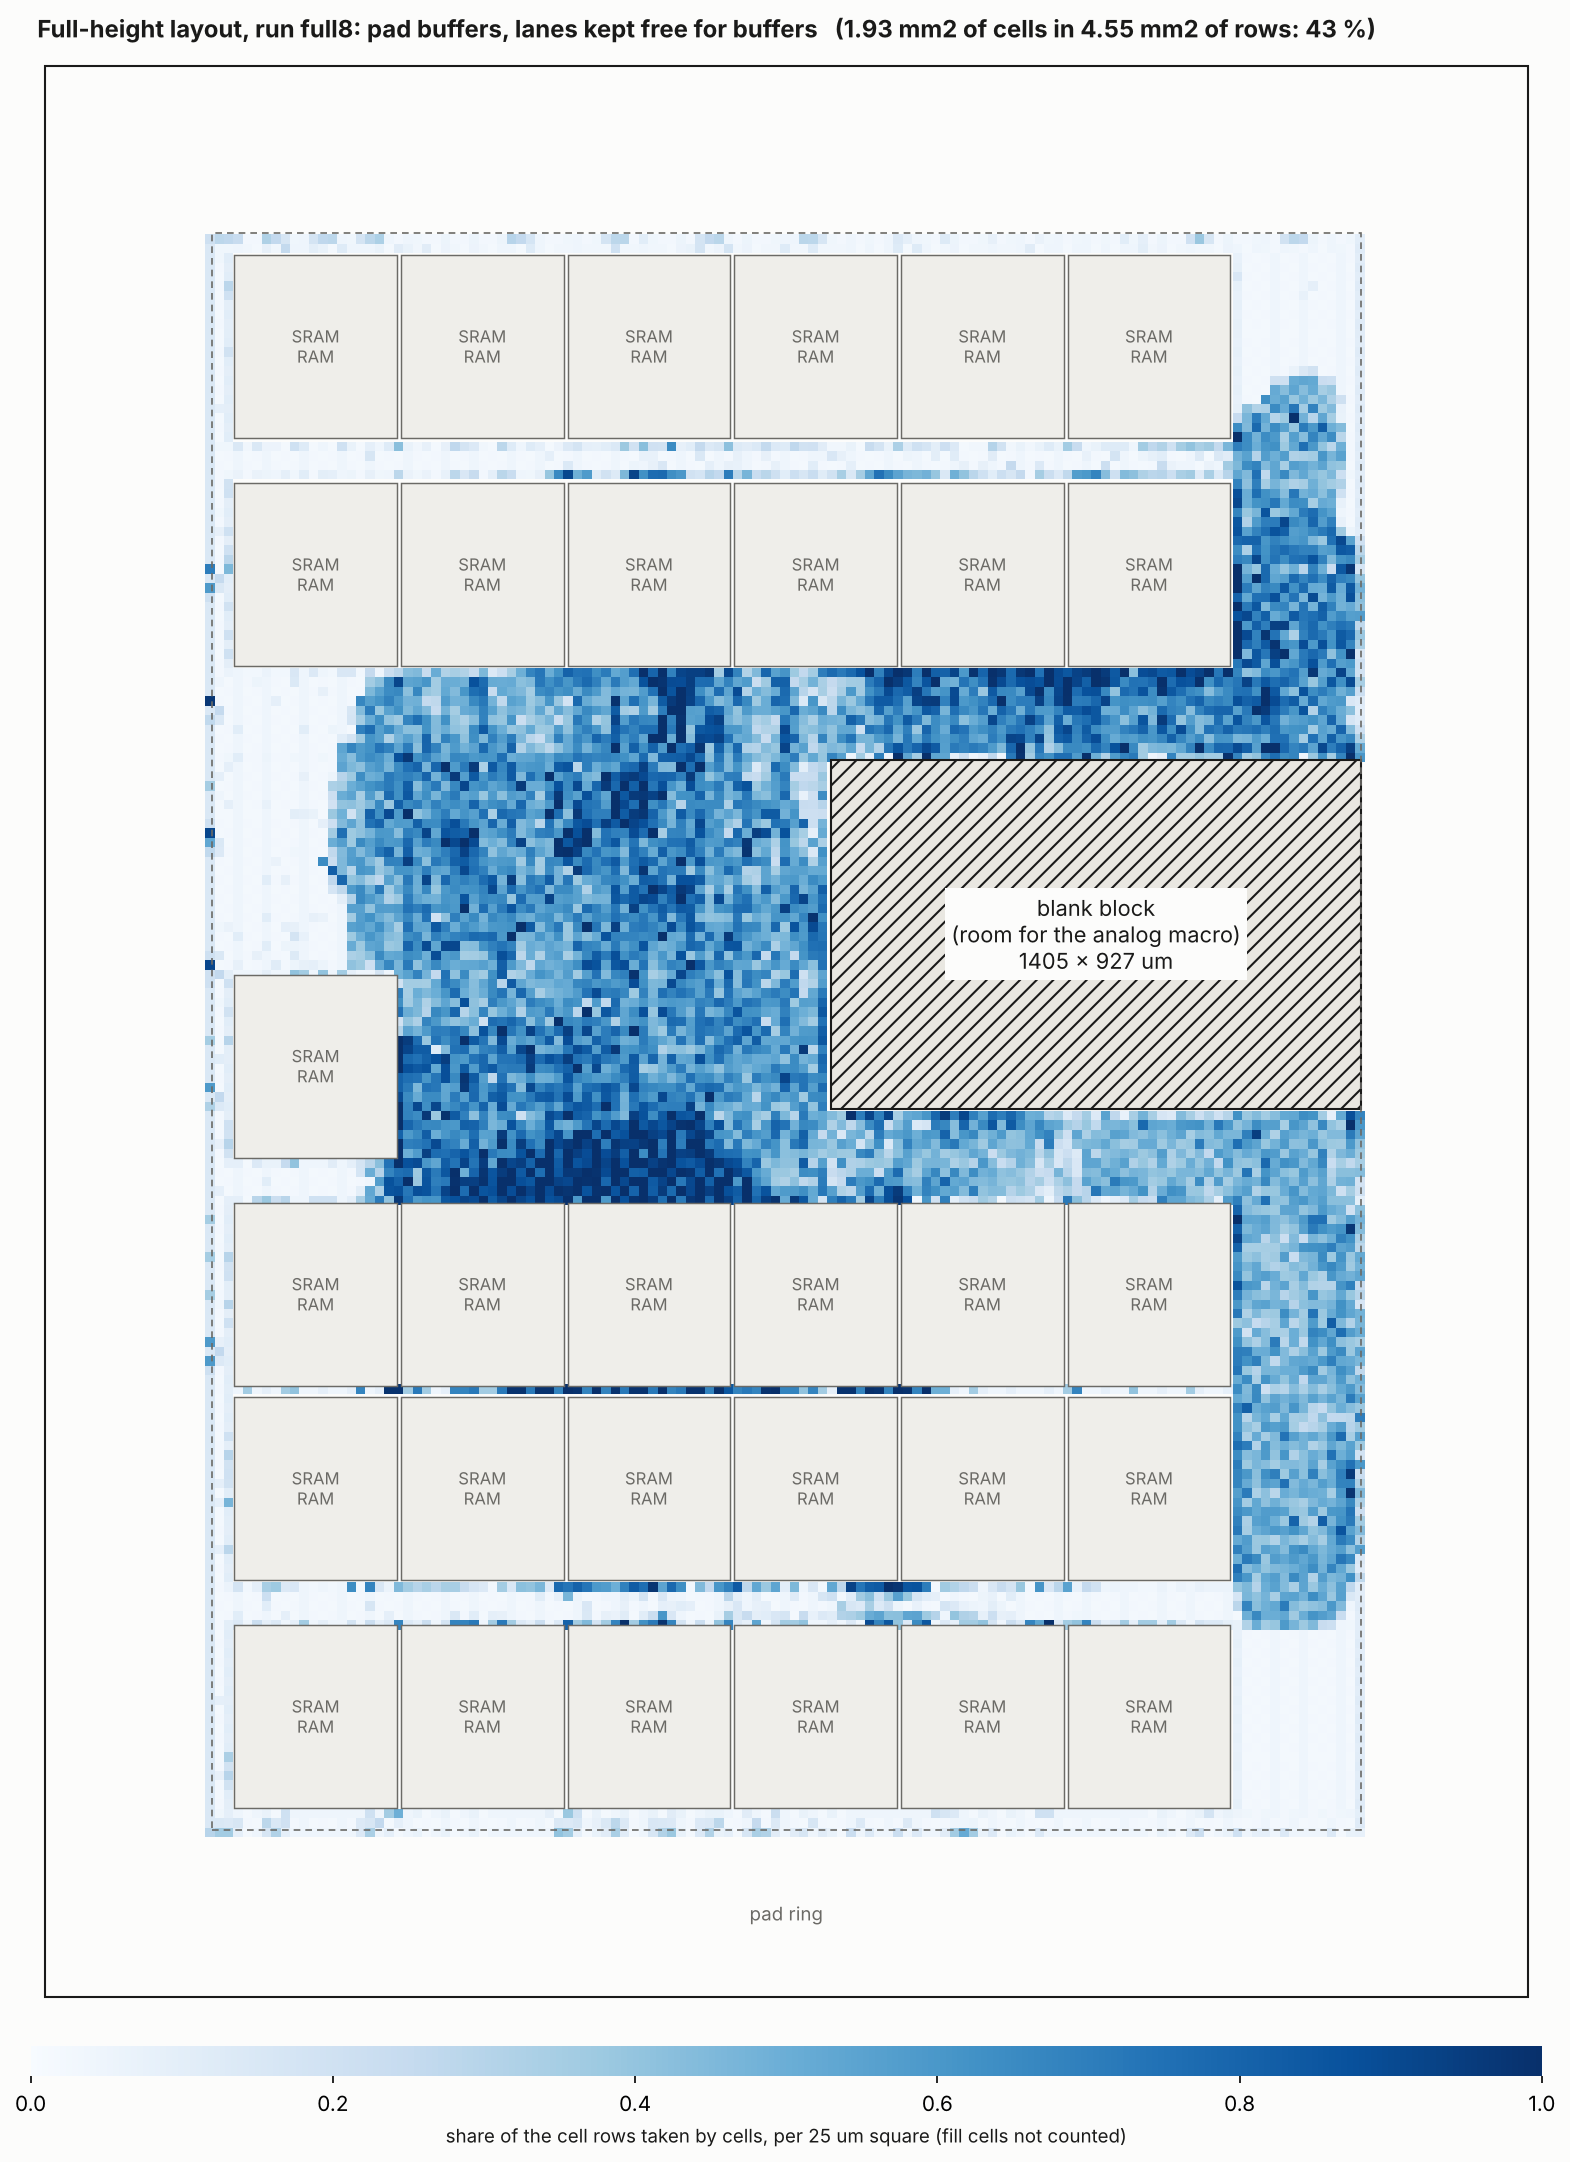 Full-height layout, run full8: pad buffers, lanes kept free for buffers (1.93 mm2 of cells in 4.55 mm2 of rows: 43 %)
SRAM SRAM SRAM SRAM SRAM SRAM
RAM RAM RAM RAM RAM RAM
SRAM SRAM SRAM SRAM SRAM SRAM
RAM RAM RAM RAM RAM RAM
blank block
(room for the analog macro)
1405 × 927 um
SRAM
RAM
SRAM SRAM SRAM SRAM SRAM SRAM
RAM RAM RAM RAM RAM RAM
SRAM SRAM SRAM SRAM SRAM SRAM
RAM RAM RAM RAM RAM RAM
SRAM SRAM SRAM SRAM SRAM SRAM
RAM RAM RAM RAM RAM RAM
pad ring
0.0 0.2 0.4 0.6 0.8 1.0
share of the cell rows taken by cells, per 25 um square (fill cells not counted)